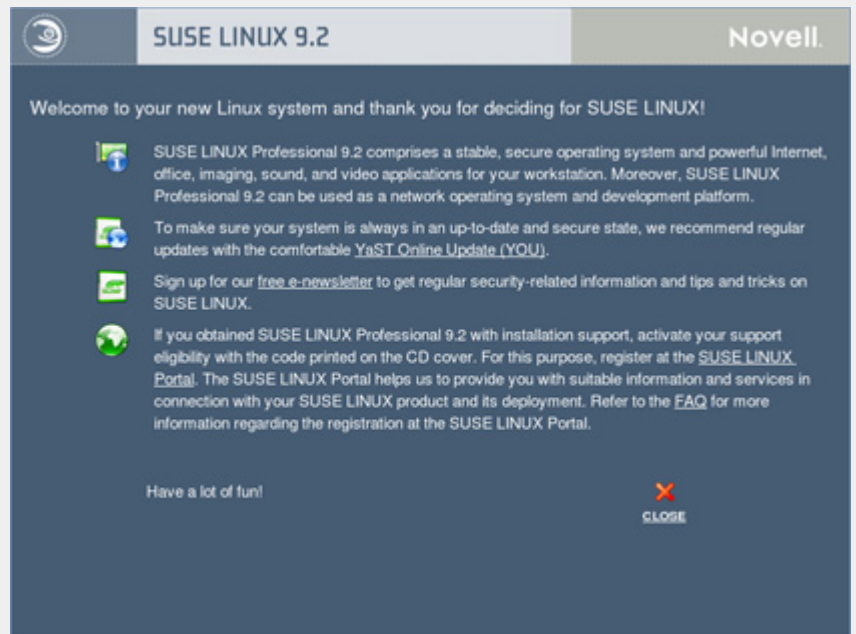 SUSE LINUX 9.2
Novell.
Welcome to your new Linux system and thank you for deciding for SUSE LINUX!
SUSE LINUX Professional 9.2 comprises a stable, secure operating system and powerful Internet,
office, imaging, sound, and video applications for your workstation. Moreover, SUSE LINUX
Professional 9.2 can be used as a network operating system and development platform.
To make sure your system is always in an up-to-date and secure state, we recommend regular
updates with the comfortable YaST Online Update (YOU).
Sign up for our free e-newsletter to get regular security-related information and tips and tricks on
SUSE LINUX.
If you obtained SUSE LINUX Professional 9.2 with installation support, activate your support
eligibility with the code printed on the CD cover. For this purpose, register at the SUSE LINUX
Portal. The SUSE LINUX Portal helps us to provide you with suitable information and services in
connection with your SUSE LINUX product and its deployment. Refer to the FAQ for more
information regarding the registration at the SUSE LINUX Portal.
Have a lot of fun!
CLOSE